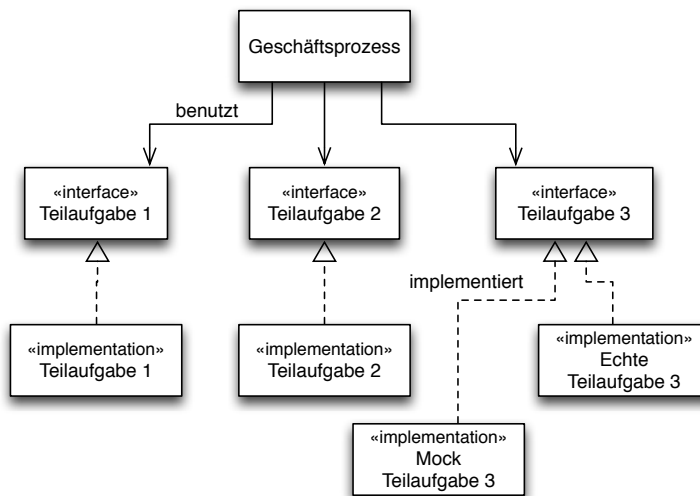 Geschäftsprozess
benutzt
«interface»
Teilaufgabe 1
«interface»
Teilaufgabe 2
«interface»
Teilaufgabe 3
implementiert
«implementation»
Teilaufgabe 1
«implementation»
Teilaufgabe 2
«implementation»
Echte
Teilaufgabe 3
«implementation»
Mock
Teilaufgabe 3